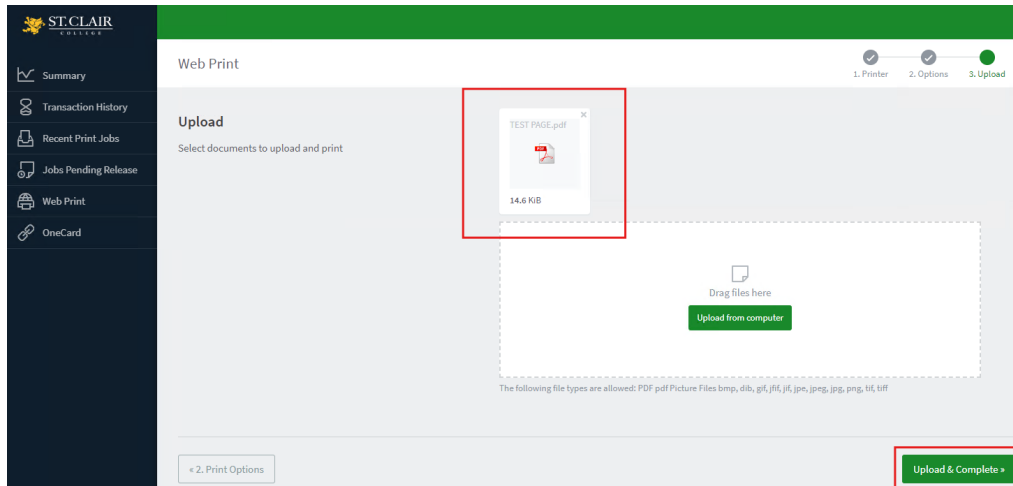 ST. CLAIR
COLLEGE
Summary
Transaction History
Recent Print Jobs
Jobs Pending Release
Web Print
OneCard
Web Print
1. Printer
2. Options
3. Upload
Upload
Select documents to upload and print
TEST PAGE.pdf
PDF
14.6 KiB
Drag files here
Upload from computer
The following file types are allowed: PDF pdf Picture Files bmp, dib, gif, jfif, jif, jpe, jpeg, jpg, png, tif, tiff
« 2. Print Options
Upload & Complete »